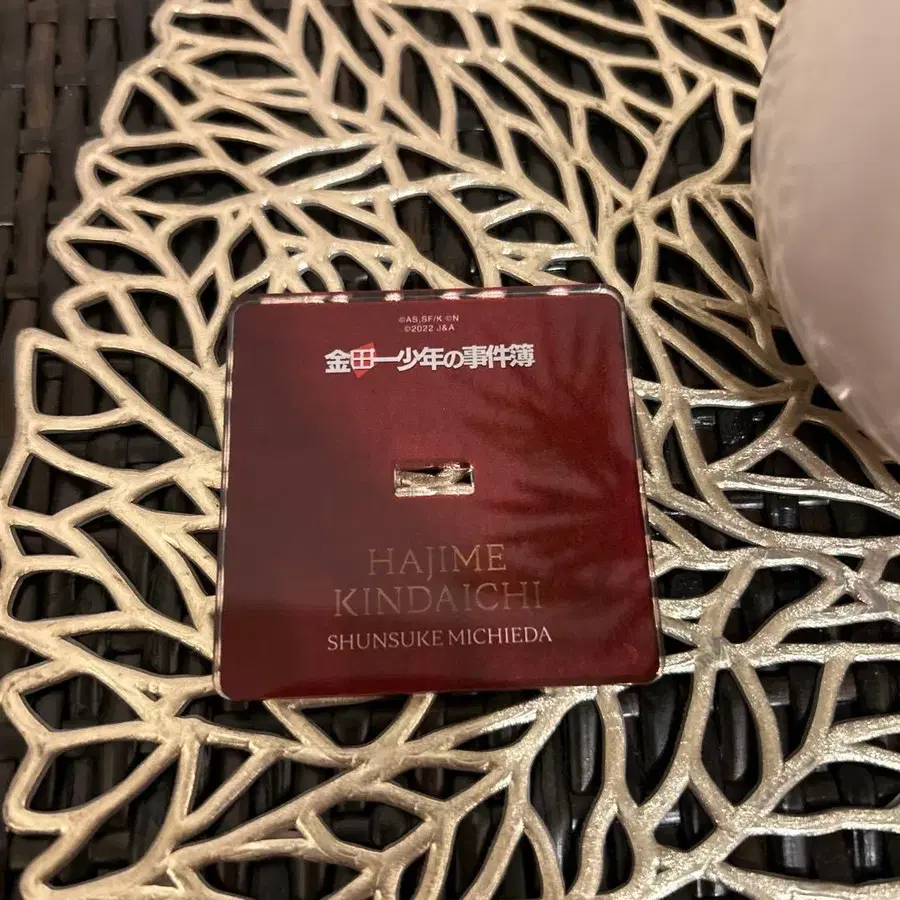 ©AS,SF/K ©N
©2022 J&A
金田一少年の事件簿
HAJIME
KINDAICHI
SHUNSUKE MICHIEDA